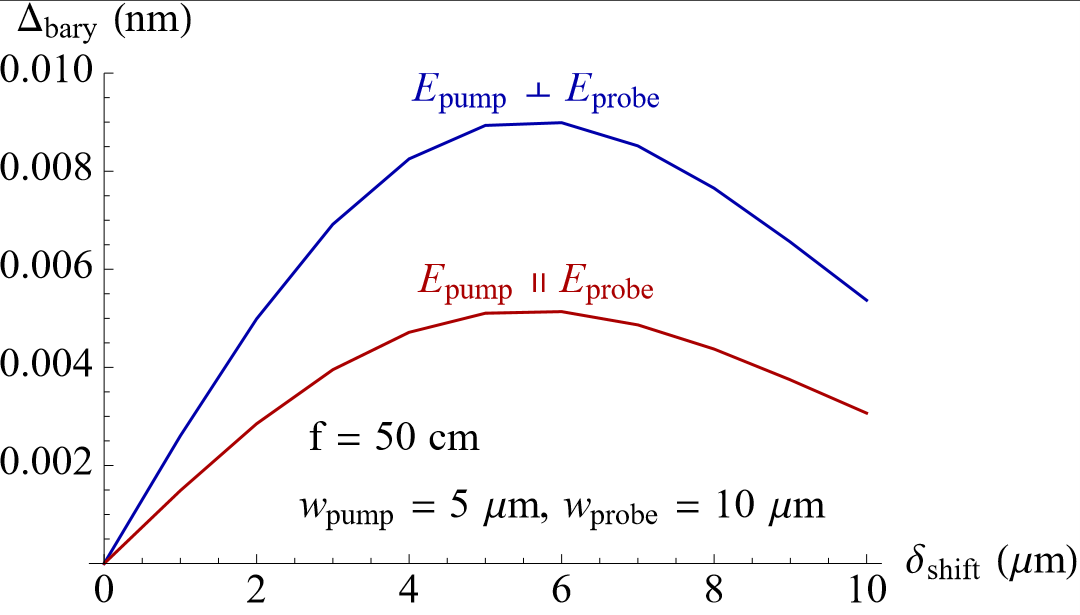 Δbary (nm)
0.010
Epump ⊥ Eprobe
0.008
0.006
Epump ॥ Eprobe
0.004
f = 50 cm
0.002
wpump = 5 μm, wprobe = 10 μm
δshift (μm)
0 2 4 6 8 10